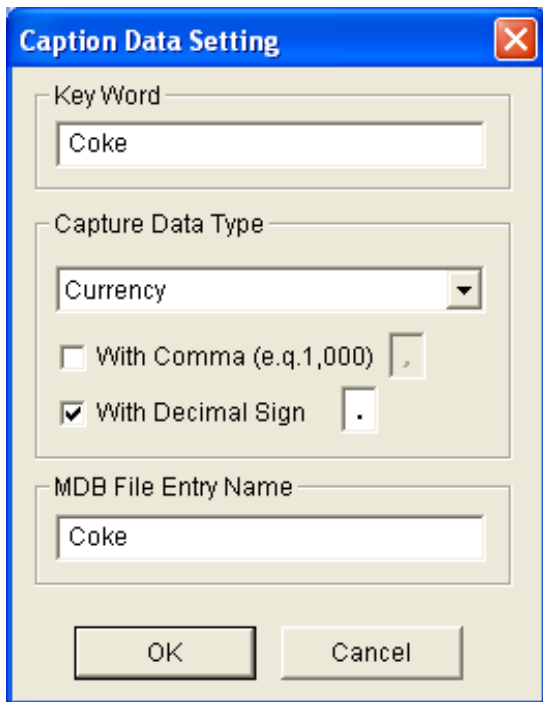 Caption Data Setting
Key Word
Coke
Capture Data Type
Currency
With Comma (e.q.1,000) ,
With Decimal Sign .
MDB File Entry Name
Coke
OK Cancel